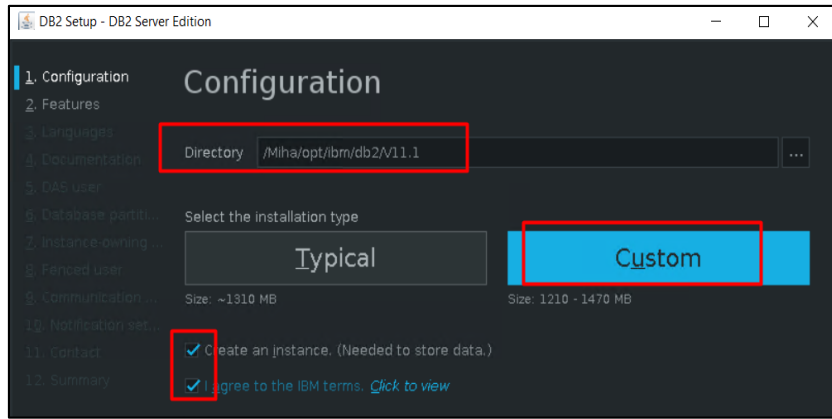 DB2 Setup - DB2 Server Edition
1. Configuration
2. Features
3. Languages
4. Documentation
5. DAS user
6. Database partiti...
7. Instance-owning ...
8. Fenced user
9. Communication ...
10. Notification set...
11. Contact
12. Summary
Configuration
Directory /Miha/opt/ibm/db2/V11.1 ...
Select the installation type
Typical Custom
Size: ~1310 MB Size: 1210 - 1470 MB
Create an instance. (Needed to store data.)
I agree to the IBM terms. Click to view